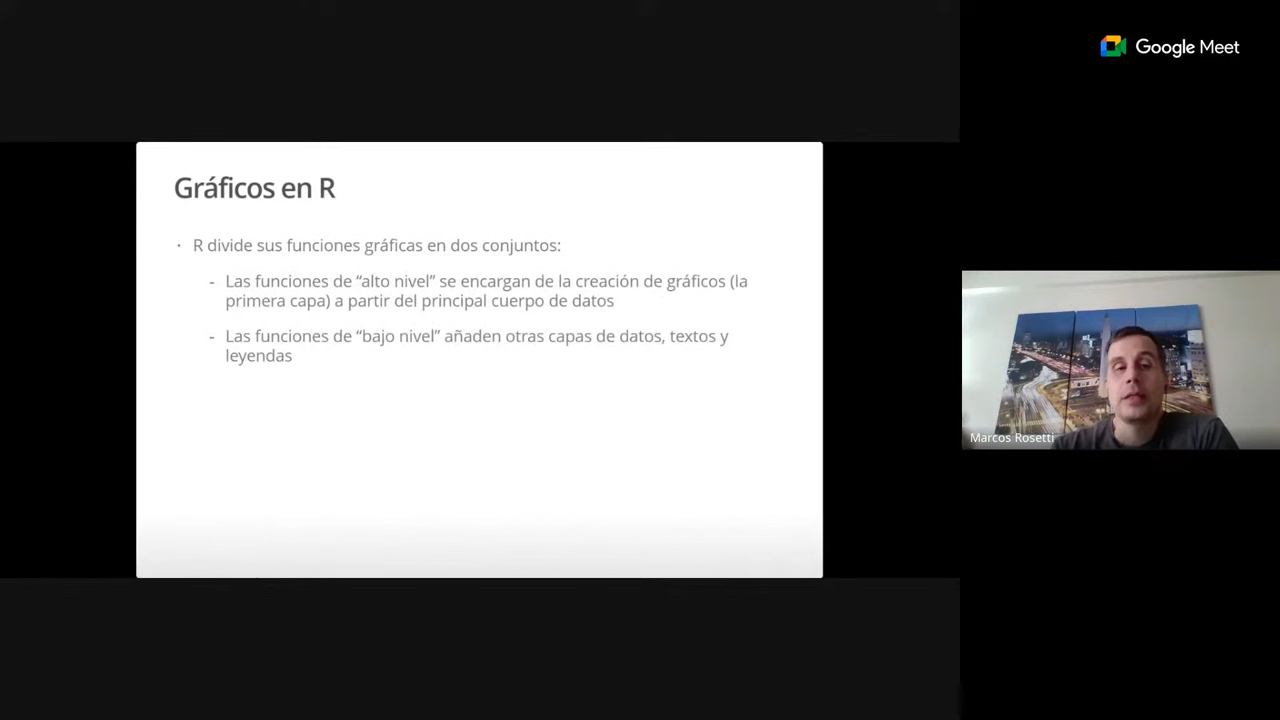 Google Meet
Gráficos en R
· R divide sus funciones gráficas en dos conjuntos:
- Las funciones de “alto nivel” se encargan de la creación de gráficos (la
primera capa) a partir del principal cuerpo de datos
- Las funciones de “bajo nivel” añaden otras capas de datos, textos y
leyendas
Marcos Rosetti